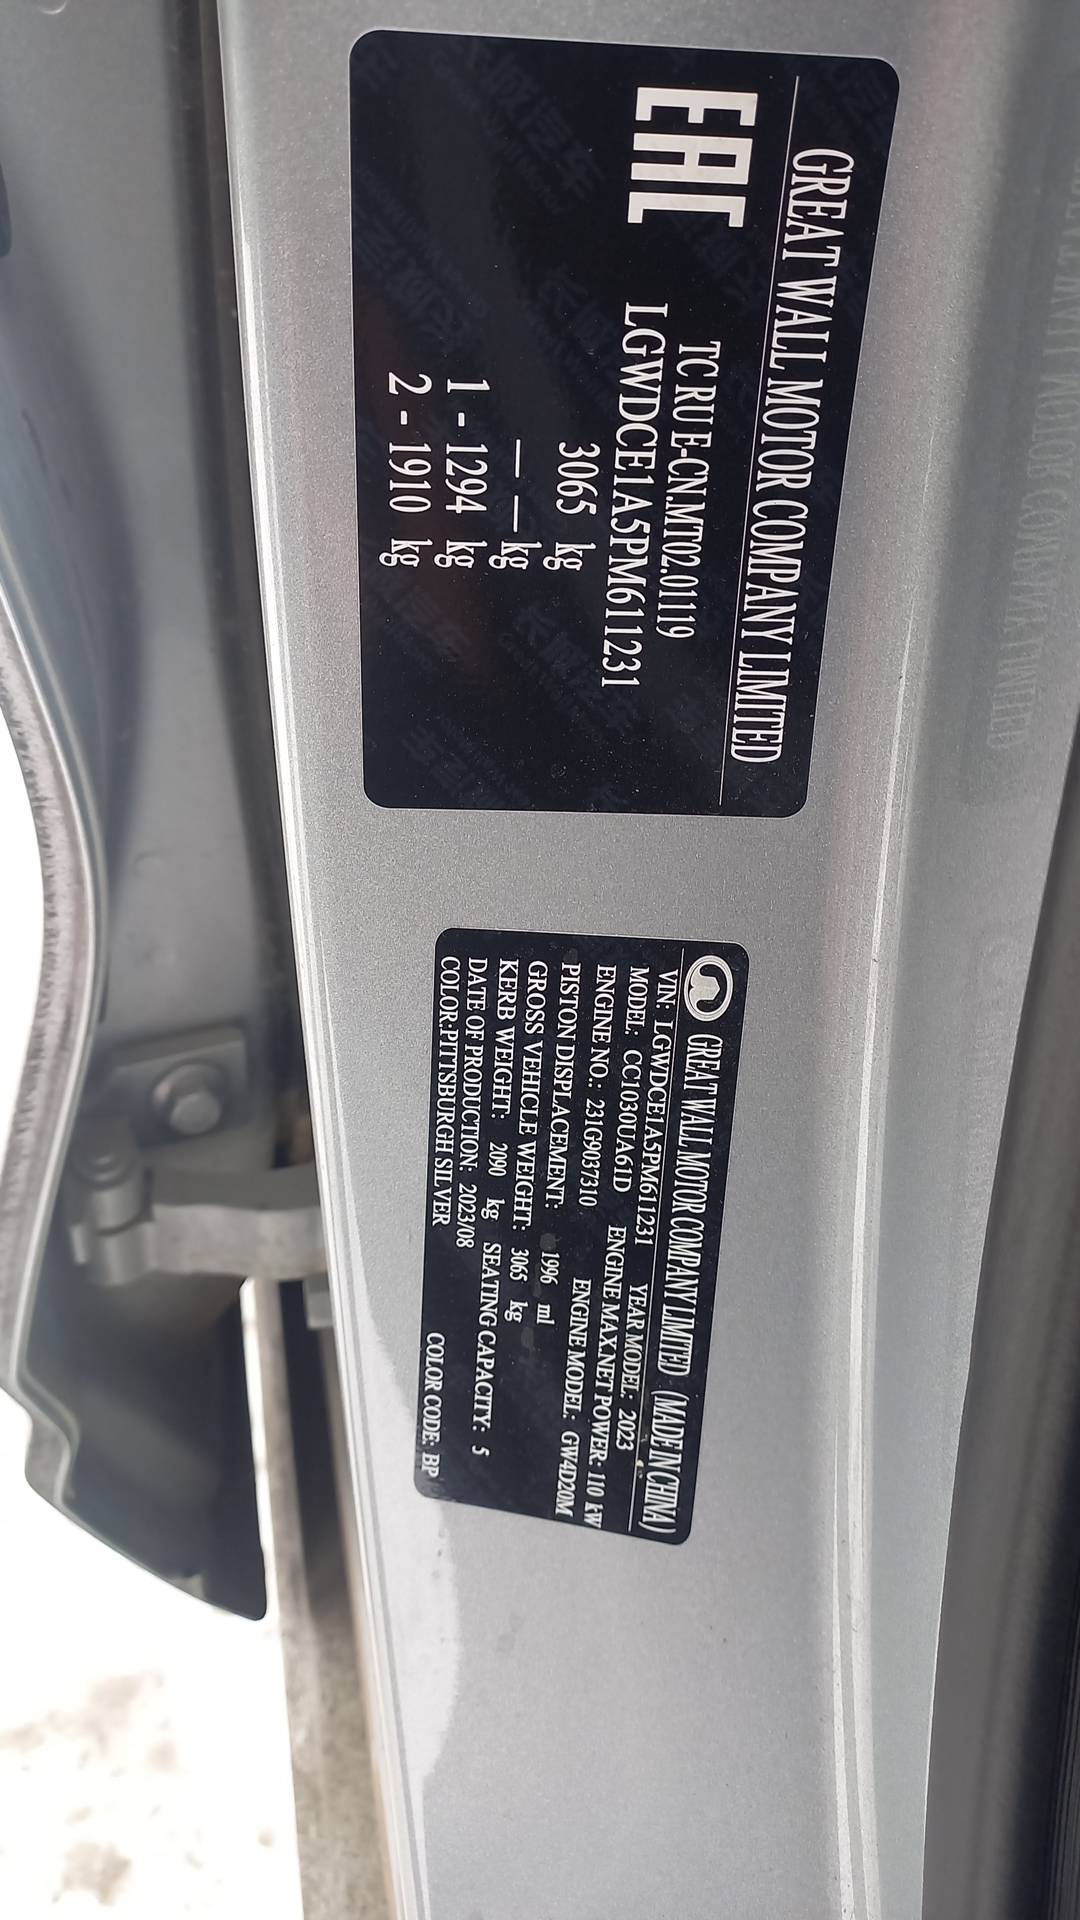 GREAT WALL MOTOR COMPANY LIMITED
EAC
TC RU E-CN.MT02.01119
LGWDCE1A5PM611231
3065 kg
— — kg
1 - 1294 kg
2 - 1910 kg
GREAT WALL MOTOR COMPANY LIMITED (MADE IN CHINA)
VIN: LGWDCE1A5PM611231 YEAR MODEL: 2023
MODEL: CC1030UA61D ENGINE MAX.NET POWER: 110 kW
ENGINE NO.: 231G9037310 ENGINE MODEL: GW4D20M
PISTON DISPLACEMENT: 1996 ml
GROSS VEHICLE WEIGHT: 3065 kg
KERB WEIGHT: 2090 kg SEATING CAPACITY: 5
DATE OF PRODUCTION: 2023/08
COLOR:PITTSBURGH SILVER COLOR CODE: BP